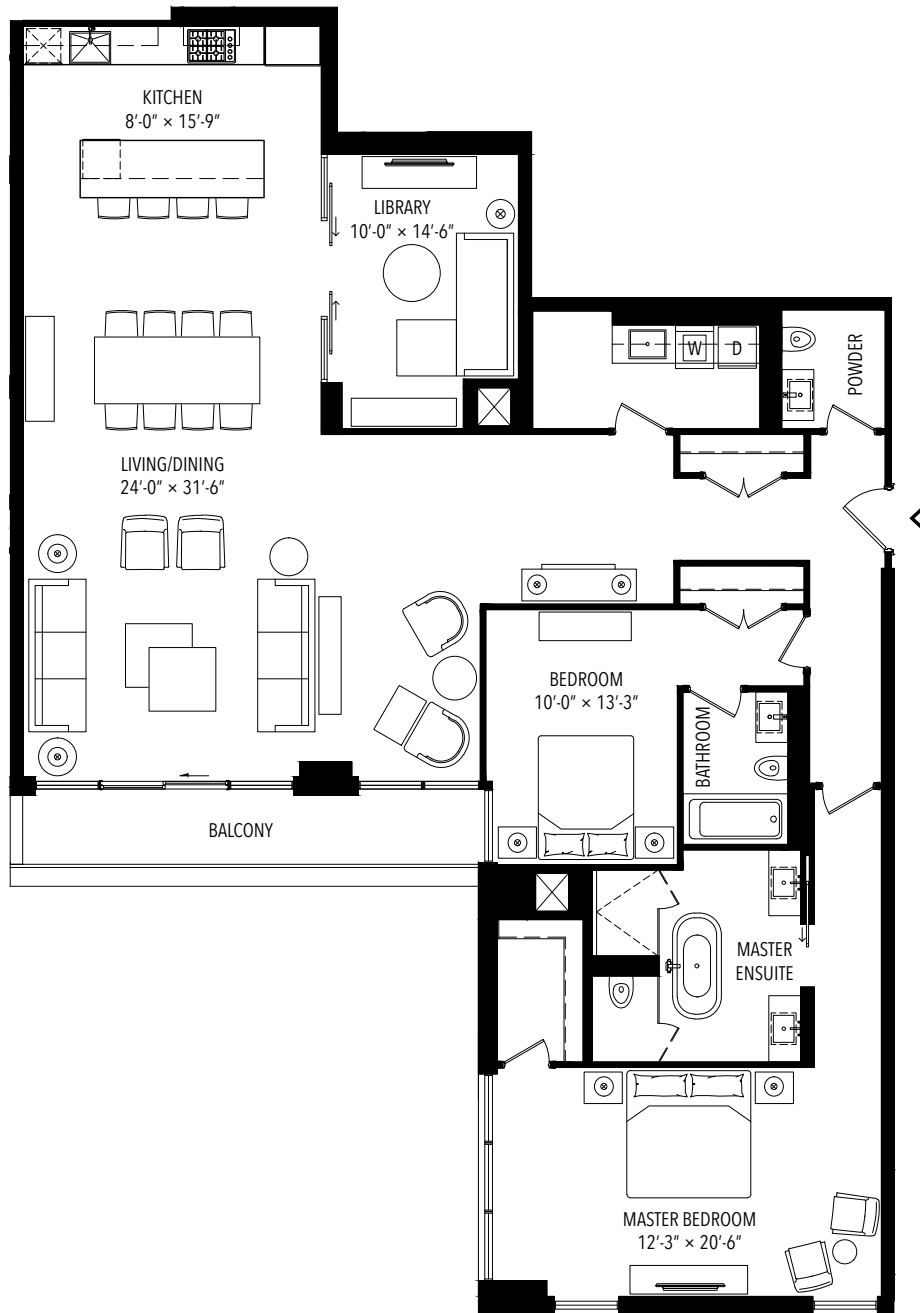 KITCHEN
8'-0" × 15'-9"
LIBRARY
10'-0" × 14'-6"
W
D
POWDER
LIVING/DINING
24'-0" × 31'-6"
BEDROOM
10'-0" × 13'-3"
BATHROOM
BALCONY
MASTER
ENSUITE
MASTER BEDROOM
12'-3" × 20'-6"